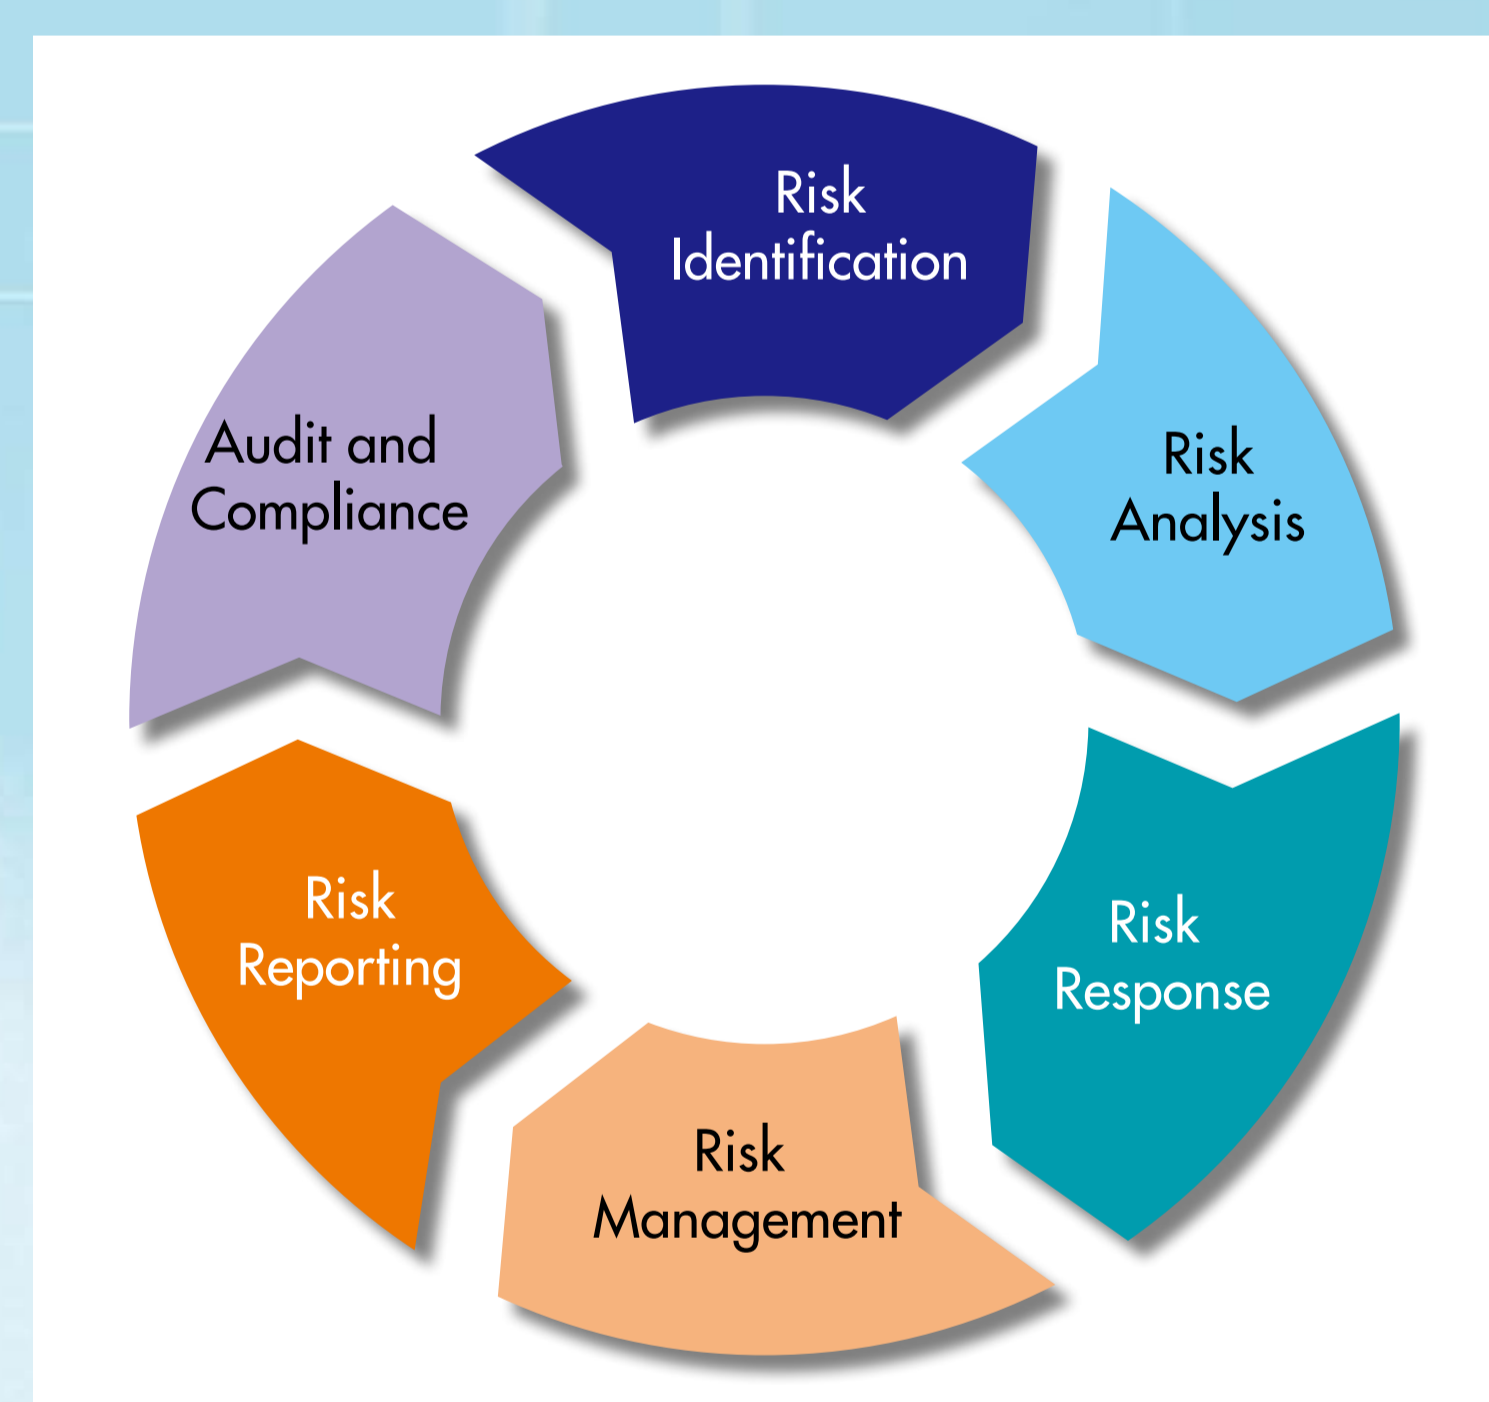 Risk
Identification
Risk
Analysis
Risk
Response
Risk
Management
Risk
Reporting
Audit and
Compliance